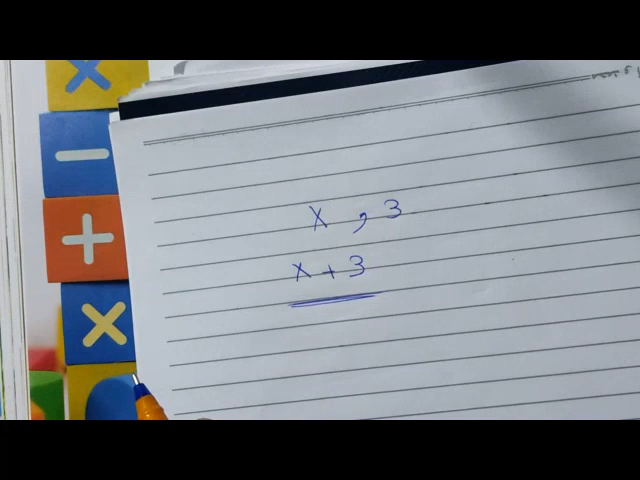 x , 3
x + 3